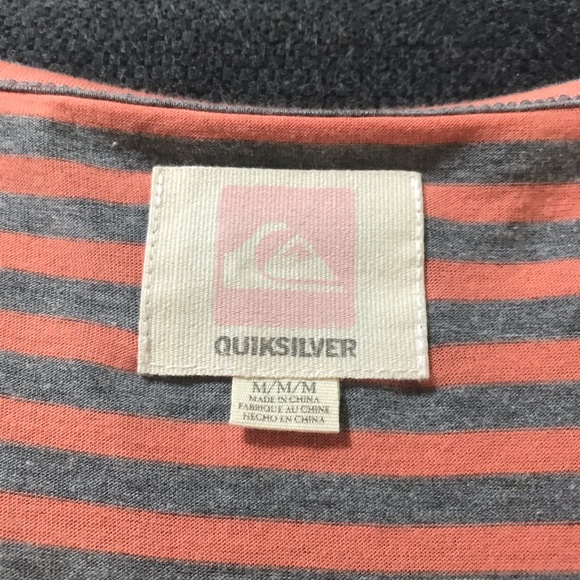 QUIKSILVER
M/M/M
MADE IN CHINA
FABRIQUE AU CHINE
HECHO EN CHINA